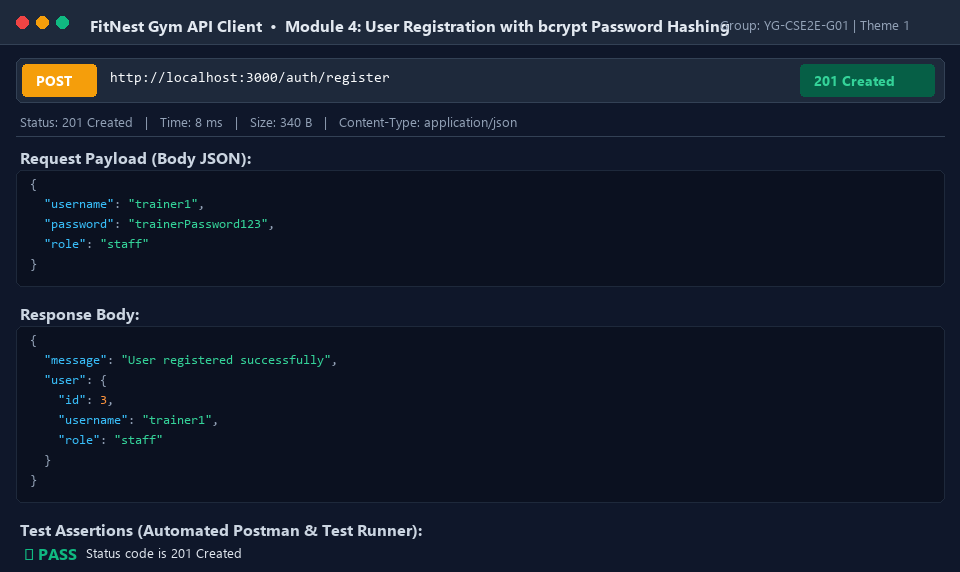 FitNest Gym API Client • Module 4: User Registration with bcrypt Password Hashing
Group: YG-CSE2E-G01 | Theme 1
POST http://localhost:3000/auth/register 201 Created
Status: 201 Created | Time: 8 ms | Size: 340 B | Content-Type: application/json
Request Payload (Body JSON):
{
  "username": "trainer1",
  "password": "trainerPassword123",
  "role": "staff"
}
Response Body:
{
  "message": "User registered successfully",
  "user": {
    "id": 3,
    "username": "trainer1",
    "role": "staff"
  }
}
Test Assertions (Automated Postman & Test Runner):
PASS Status code is 201 Created